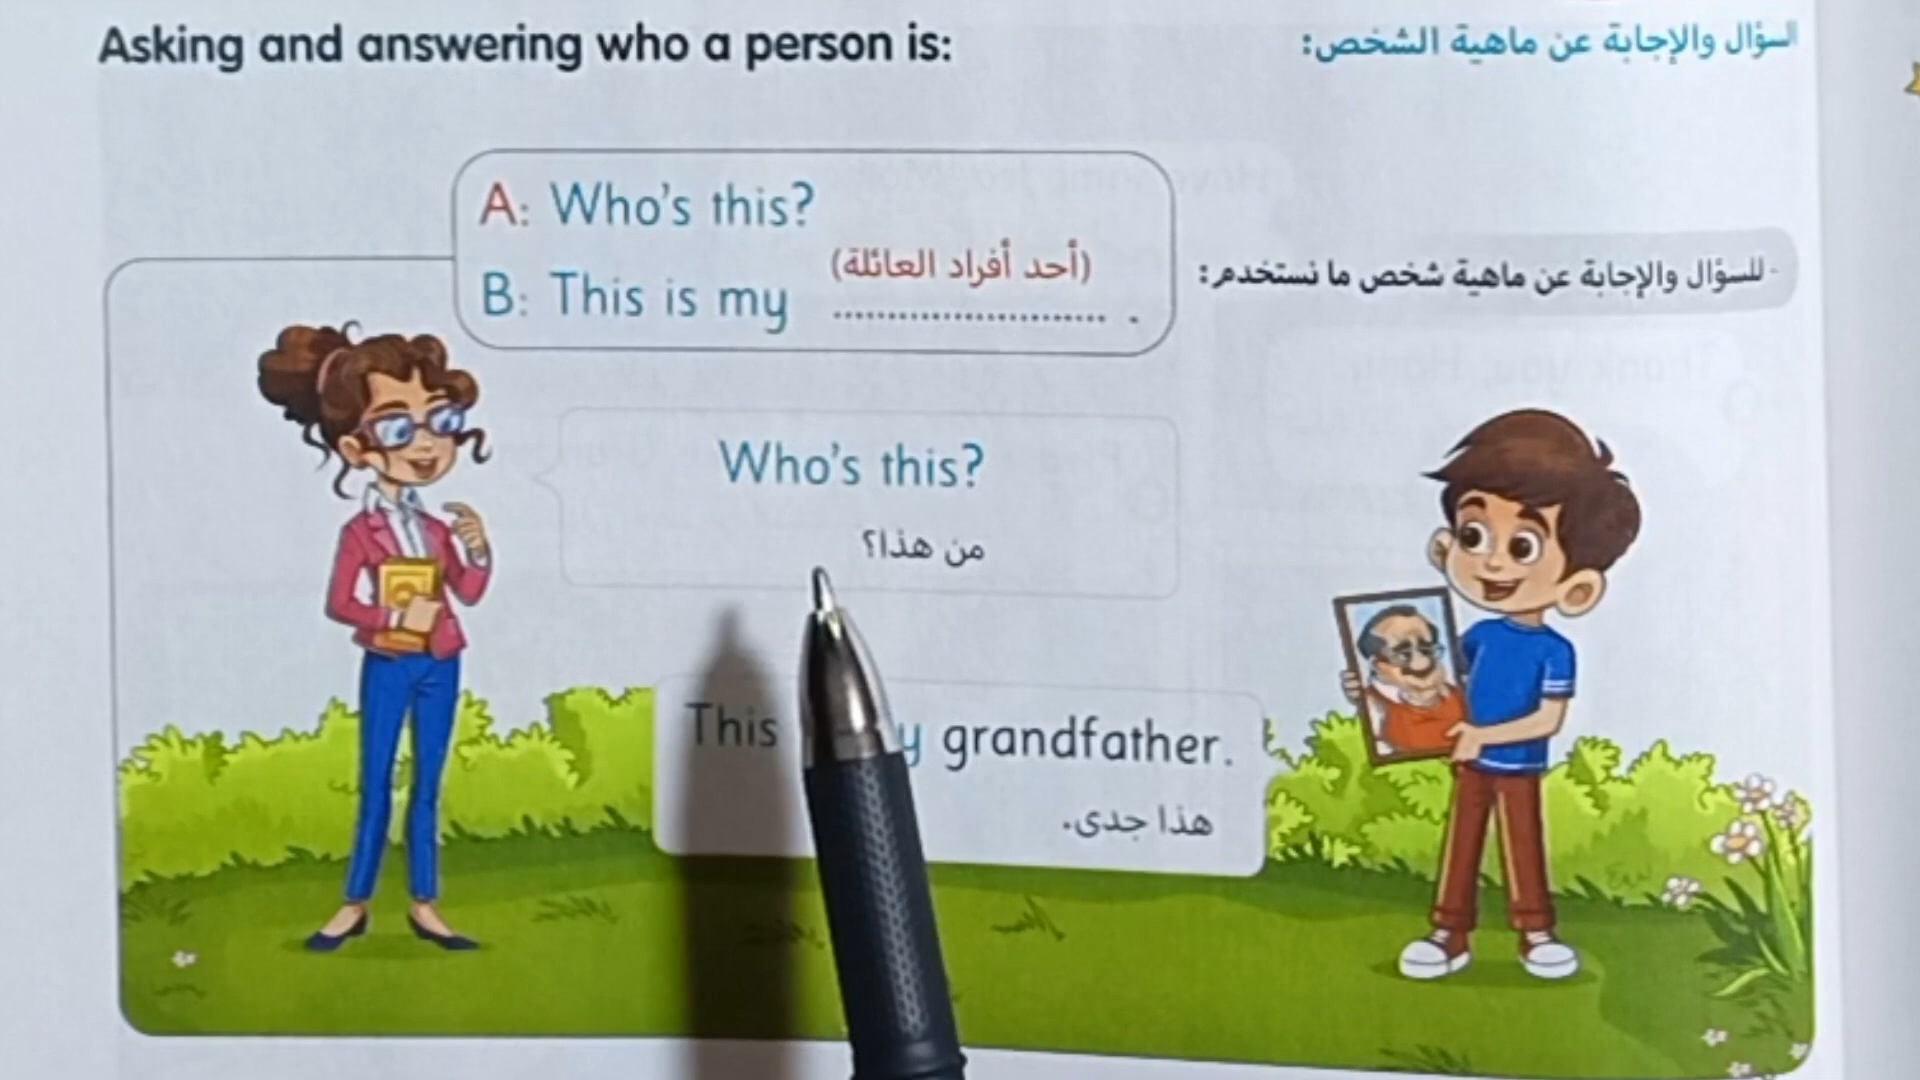 Asking and answering who a person is:
السؤال والإجابة عن ماهية الشخص:
- للسؤال والإجابة عن ماهية شخص ما نستخدم:
A: Who's this?
(أحد أفراد العائلة)
B: This is my ........................ .
Who's this?
من هذا؟
This y grandfather.
هذا جدى.